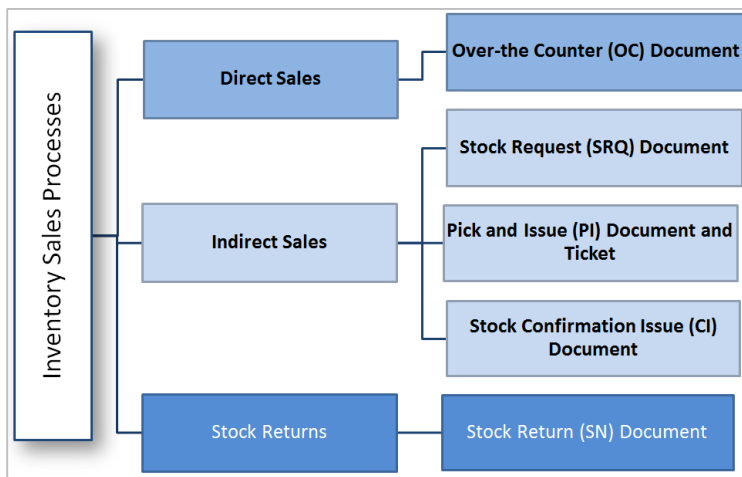 Inventory Sales Processes
Direct Sales
Over-the Counter (OC) Document
Indirect Sales
Stock Request (SRQ) Document
Pick and Issue (PI) Document and
Ticket
Stock Confirmation Issue (CI)
Document
Stock Returns
Stock Return (SN) Document